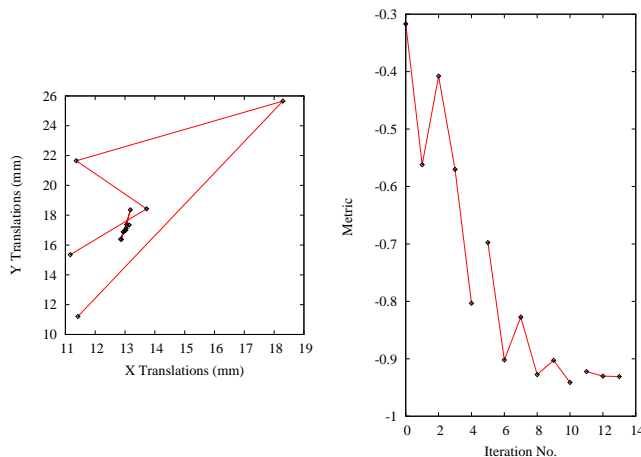 26
24
22
20
18
16
14
12
10
Y Translations (mm)
11 12 13 14 15 16 17 18 19
X Translations (mm)
-0.3
-0.4
-0.5
-0.6
-0.7
-0.8
-0.9
-1
Metric
0 2 4 6 8 10 12 14
Iteration No.